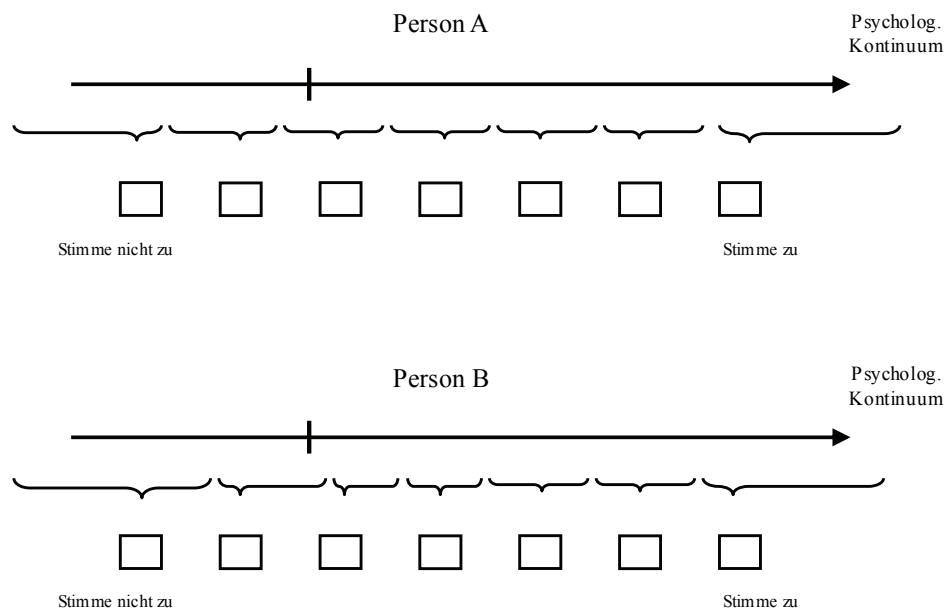 Person A
Psycholog.
Kontinuum
Stimme nicht zu
Stimme zu
Person B
Psycholog.
Kontinuum
Stimme nicht zu
Stimme zu